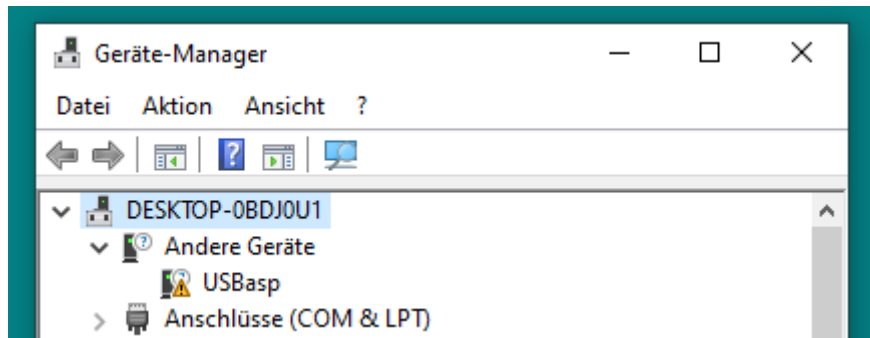 Geräte-Manager
Datei Aktion Ansicht ?
DESKTOP-0BDJ0U1
Andere Geräte
USBasp
Anschlüsse (COM & LPT)